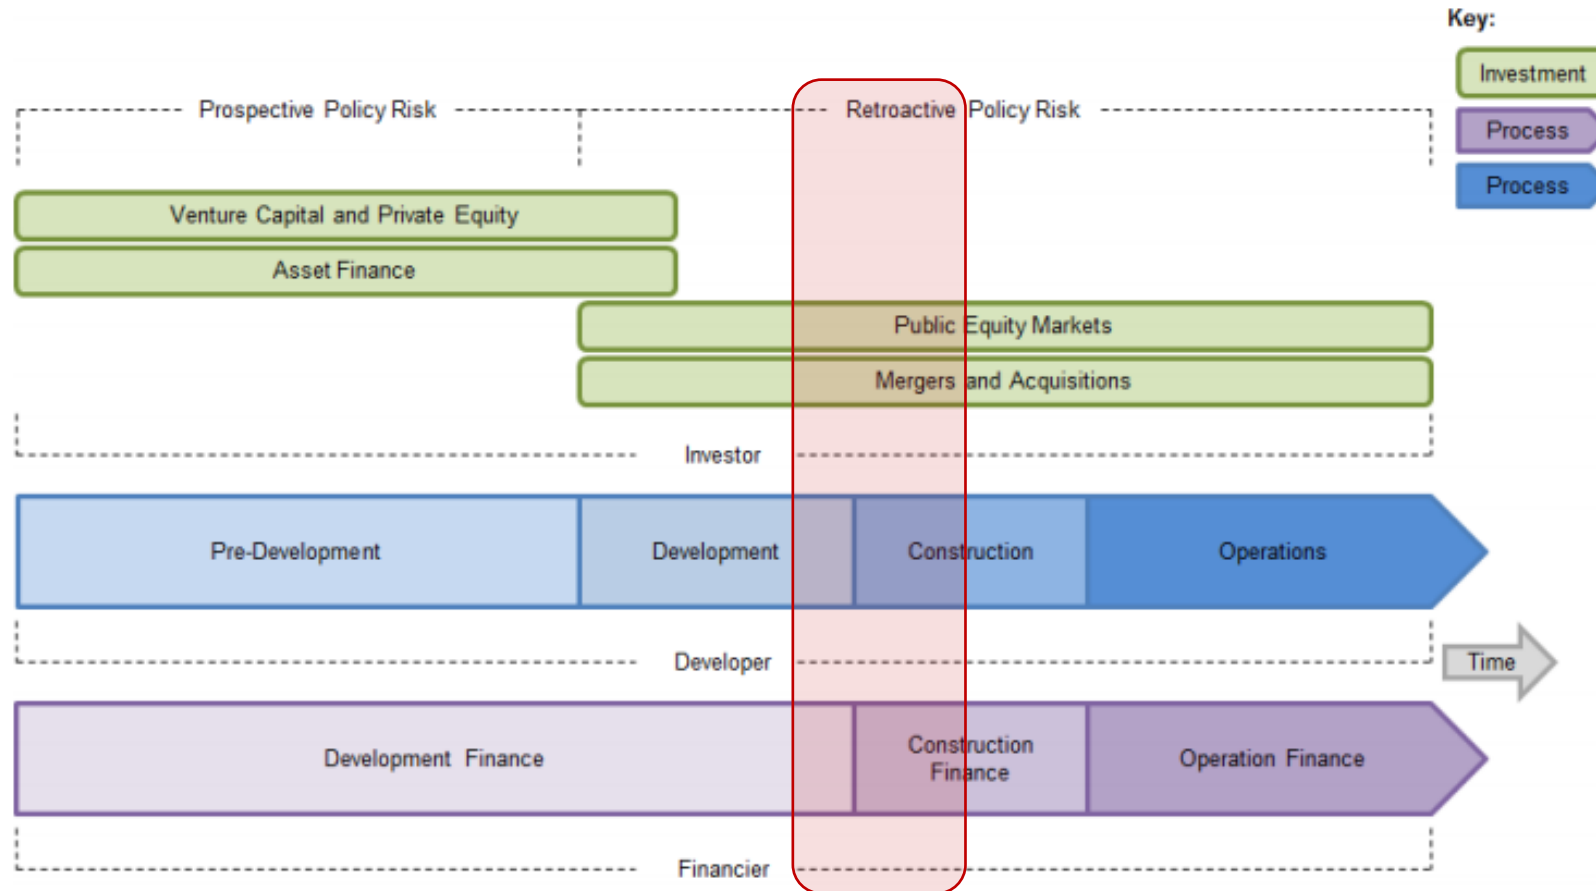 Key:
Investment
Process
Process
Prospective Policy Risk
Retroactive Policy Risk
Venture Capital and Private Equity
Asset Finance
Public Equity Markets
Mergers and Acquisitions
Investor
Pre-Development
Development
Construction
Operations
Developer
Time
Development Finance
Construction
Finance
Operation Finance
Financier